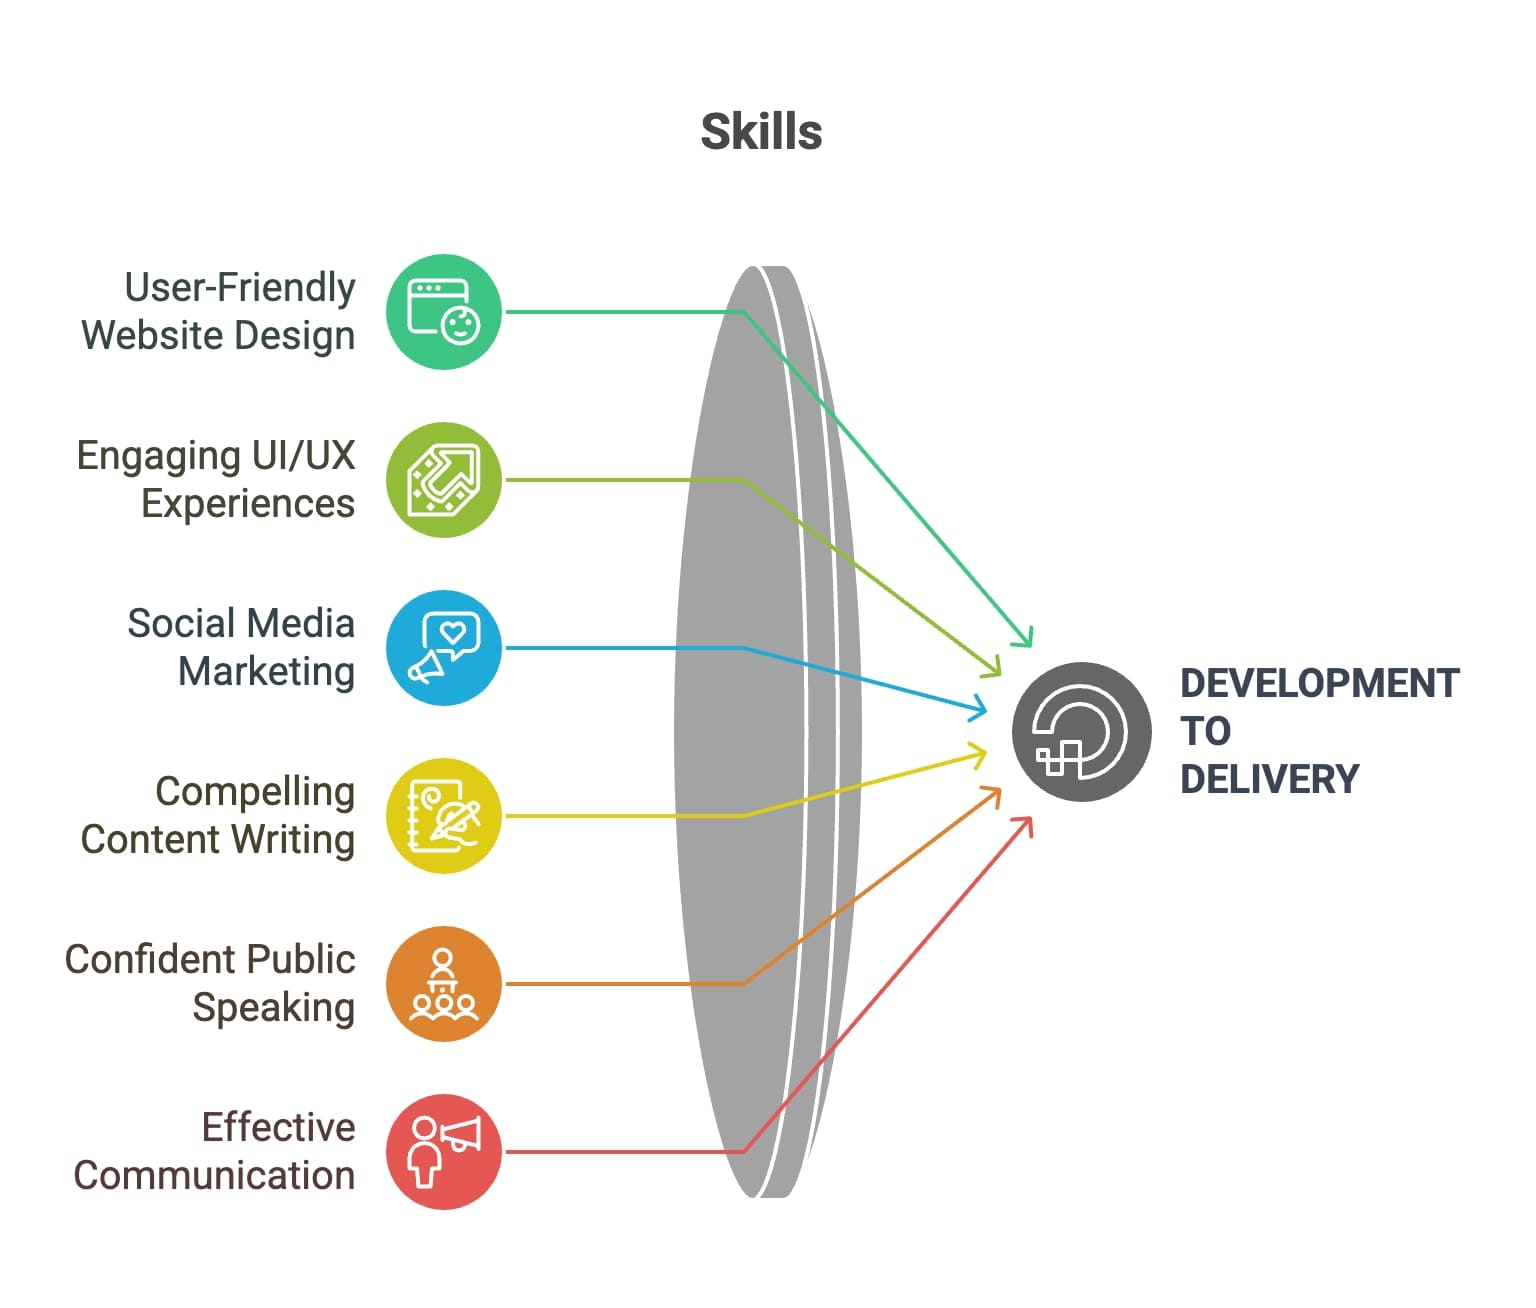 Skills
User-Friendly
Website Design
Engaging UI/UX
Experiences
Social Media
Marketing
Compelling
Content Writing
Confident Public
Speaking
Effective
Communication
DEVELOPMENT
TO
DELIVERY